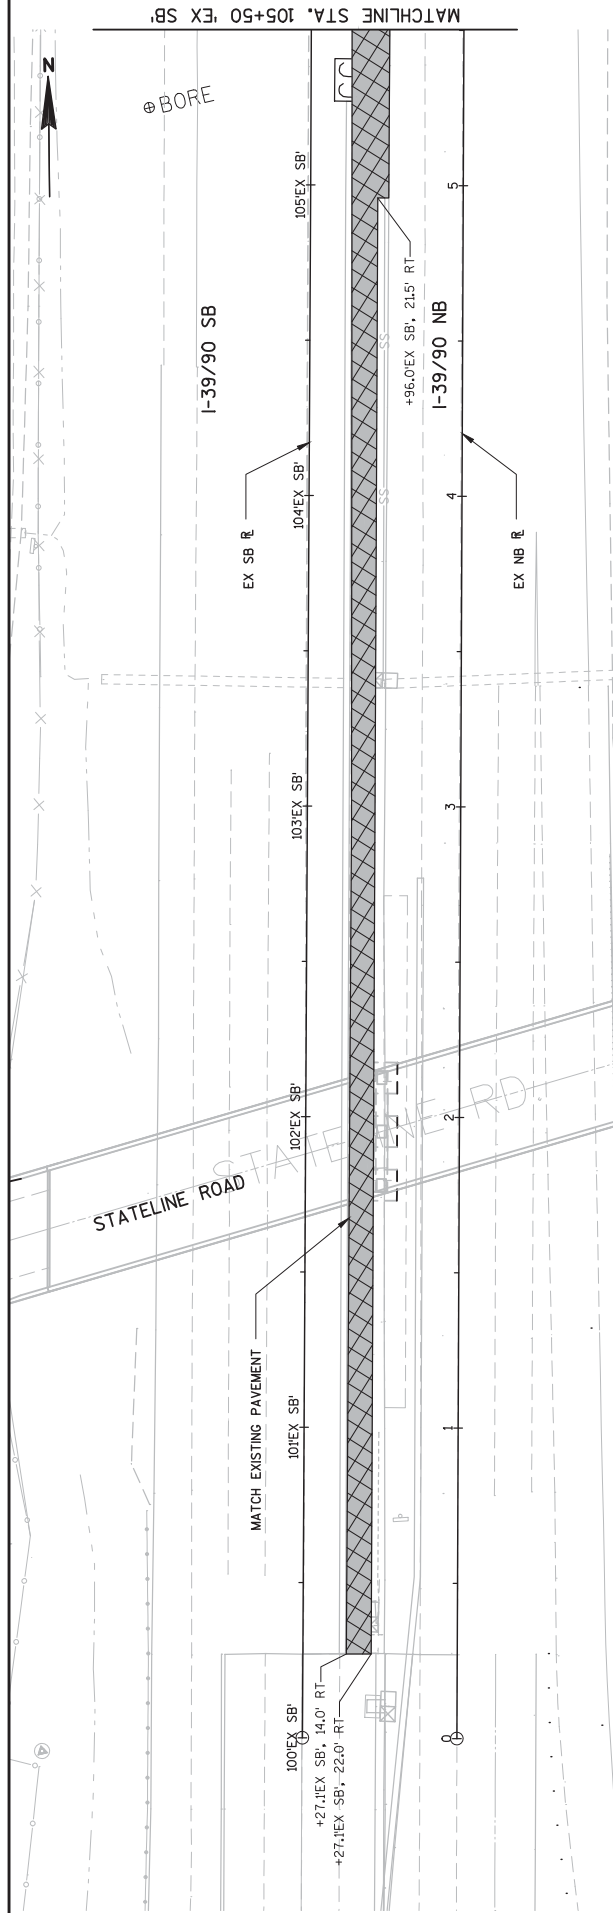 MATCHLINE STA. 105+50 'EX SB'
N
BORE
105'EX SB'
5
I-39/90 SB
+96.0'EX SB', 21.5' RT
I-39/90 NB
SS
EX SB ⅊
104'EX SB'
SS
4
EX NB ⅊
103'EX SB'
3
102'EX SB'
2
STATELINE RD.
STATELINE ROAD
MATCH EXISTING PAVEMENT
101'EX SB'
1
100'EX SB'
0
+27.1'EX SB', 14.0' RT
+27.1'EX SB', 22.0' RT